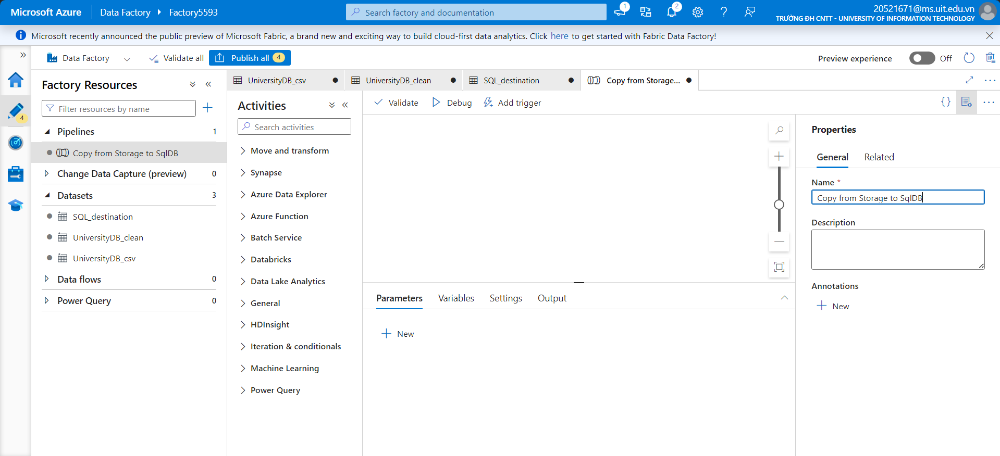 Microsoft Azure
Data Factory
Factory5593
Search factory and documentation
1
2
20521671@ms.uit.edu.vn
TRƯỜNG ĐH CNTT - UNIVERSITY OF INFORMATION TECHNOLOGY
Microsoft recently announced the public preview of Microsoft Fabric, a brand new and exciting way to build cloud-first data analytics. Click here to get started with Fabric Data Factory!
Data Factory
Validate all
Publish all 4
Preview experience
Off
4
Factory Resources
Filter resources by name
Pipelines 1
Copy from Storage to SqlDB
Change Data Capture (preview) 0
Datasets 3
SQL_destination
UniversityDB_clean
UniversityDB_csv
Data flows 0
Power Query 0
UniversityDB_csv
UniversityDB_clean
SQL_destination
Copy from Storage...
Activities
Search activities
Move and transform
Synapse
Azure Data Explorer
Azure Function
Batch Service
Databricks
Data Lake Analytics
General
HDInsight
Iteration & conditionals
Machine Learning
Power Query
Validate
Debug
Add trigger
Parameters
Variables
Settings
Output
New
Properties
General
Related
Name *
Copy from Storage to SqlDB
Description
Annotations
New